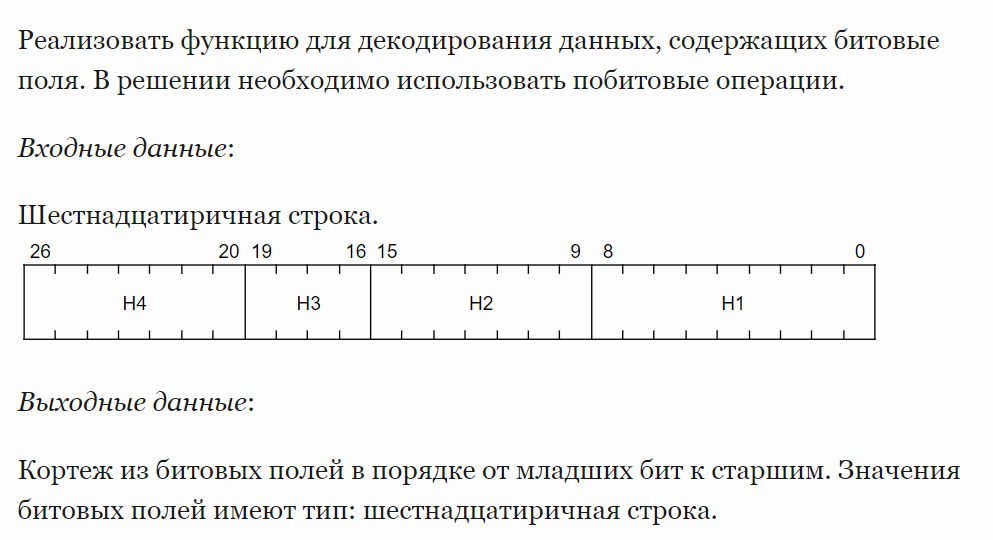 Реализовать функцию для декодирования данных, содержащих битовые
поля. В решении необходимо использовать побитовые операции.
Входные данные:
Шестнадцатиричная строка.
26 20 19 16 15 9 8 0
H4 H3 H2 H1
Выходные данные:
Кортеж из битовых полей в порядке от младших бит к старшим. Значения
битовых полей имеют тип: шестнадцатиричная строка.